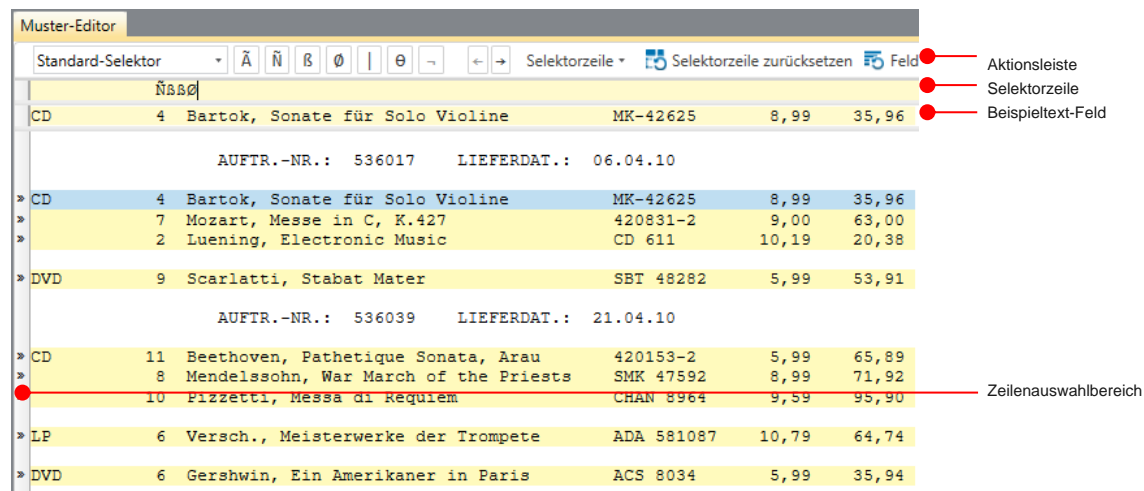 Muster-Editor
Standard-Selektor Ã Ñ ß Ø | ɵ ¬ ← → Selektorzeile Selektorzeile zurücksetzen Feld
Aktionsleiste
ÑßßØ
Selektorzeile
CD 4 Bartok, Sonate für Solo Violine MK-42625 8,99 35,96
Beispieltext-Feld
AUFTR.-NR.: 536017 LIEFERDAT.: 06.04.10
» CD 4 Bartok, Sonate für Solo Violine MK-42625 8,99 35,96
» 7 Mozart, Messe in C, K.427 420831-2 9,00 63,00
» 2 Luening, Electronic Music CD 611 10,19 20,38
» DVD 9 Scarlatti, Stabat Mater SBT 48282 5,99 53,91
AUFTR.-NR.: 536039 LIEFERDAT.: 21.04.10
» CD 11 Beethoven, Pathetique Sonata, Arau 420153-2 5,99 65,89
» 8 Mendelssohn, War March of the Priests SMK 47592 8,99 71,92
10 Pizzetti, Messa di Requiem CHAN 8964 9,59 95,90
Zeilenauswahlbereich
» LP 6 Versch., Meisterwerke der Trompete ADA 581087 10,79 64,74
» DVD 6 Gershwin, Ein Amerikaner in Paris ACS 8034 5,99 35,94